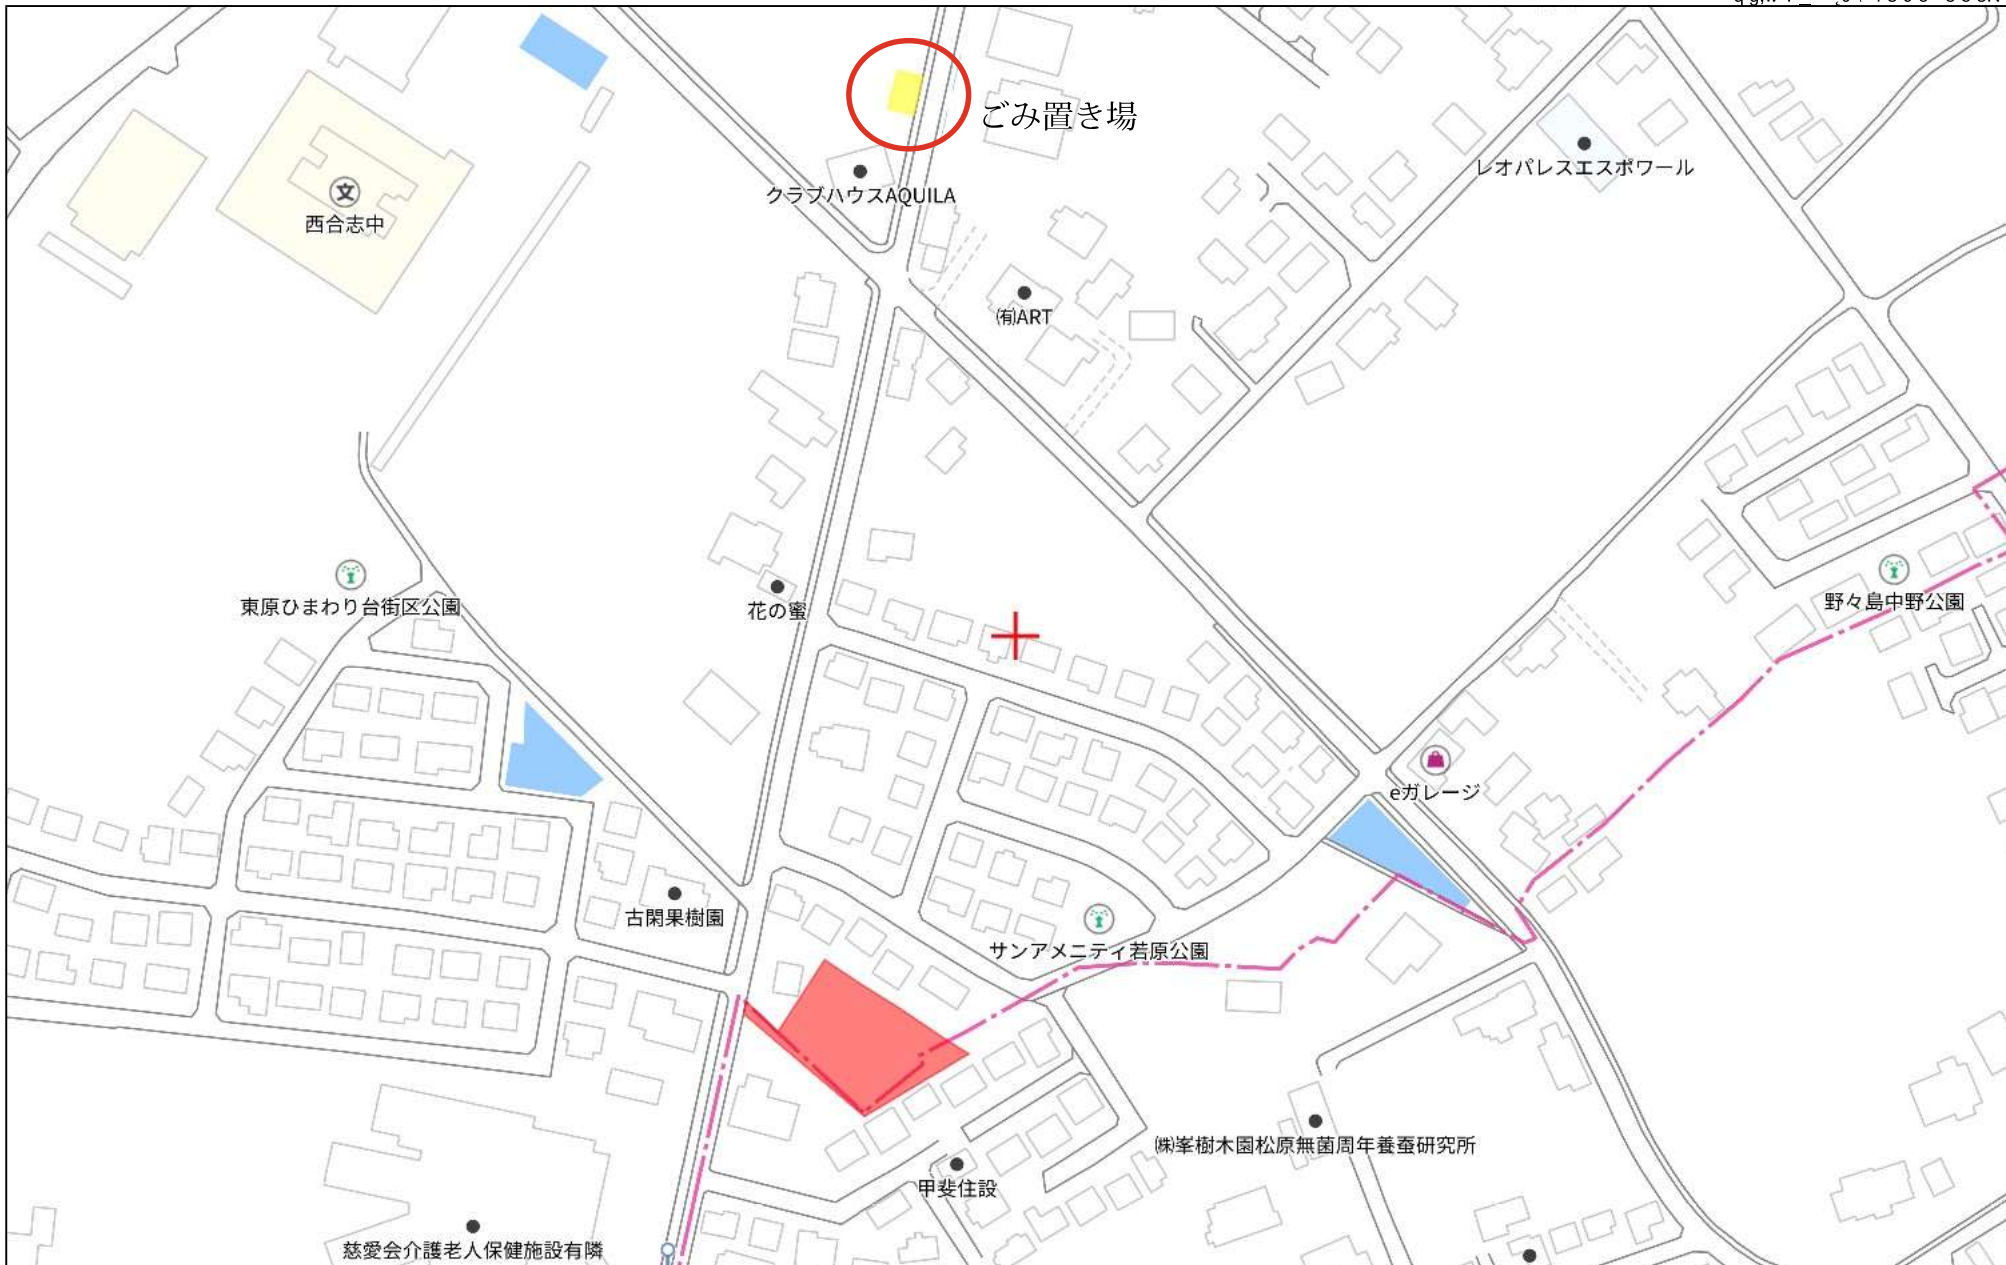 ごみ置き場
レオパレスエスポワール
クラブハウスAQUILA
文
西合志中
㈲ART
東原ひまわり台街区公園
花の蜜
野々島中野公園
eガレージ
古閑果樹園
サンアメニティ若原公園
㈱峯樹木園松原無菌周年養蚕研究所
甲斐住設
慈愛会介護老人保健施設有隣